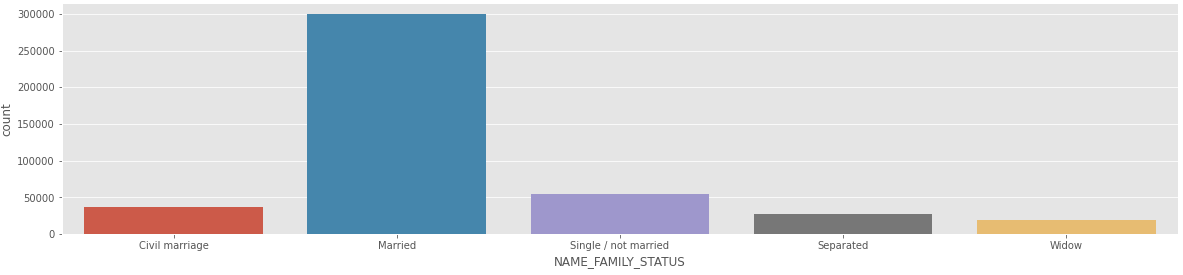 300000
250000
200000
150000
100000
50000
0
count
Civil marriage
Married
Single / not married
Separated
Widow
NAME_FAMILY_STATUS